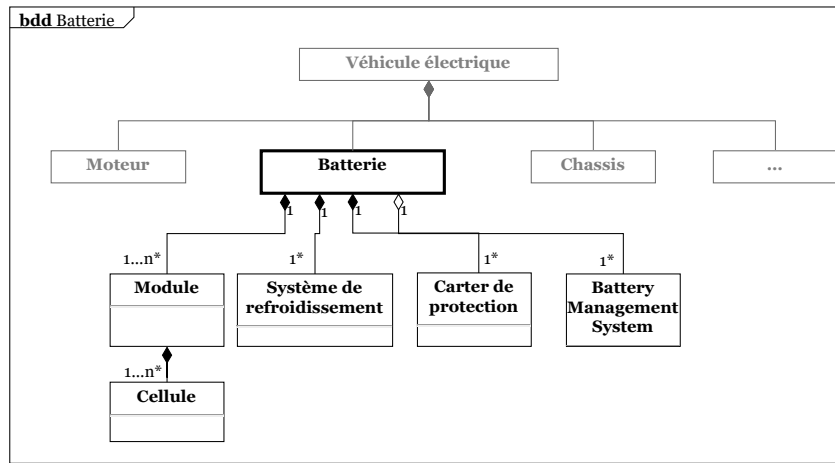 bdd Batterie
Véhicule électrique
Moteur
Batterie
Chassis
...
1
1
1
1
1...n*
1*
1*
1*
Module
Système de
refroidissement
Carter de
protection
Battery
Management
System
1...n*
Cellule